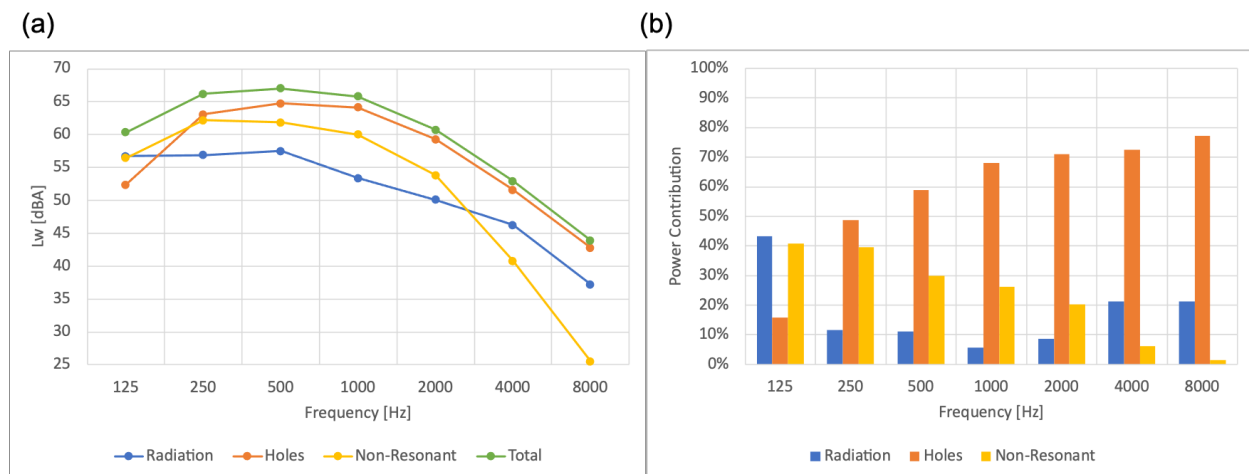 (a)
(b)
70
65
60
55
50
45
40
35
30
25
Lw [dBA]
125 250 500 1000 2000 4000 8000
Frequency [Hz]
Radiation Holes Non-Resonant Total
100%
90%
80%
70%
60%
50%
40%
30%
20%
10%
0%
Power Contribution
125 250 500 1000 2000 4000 8000
Frequency [Hz]
Radiation Holes Non-Resonant